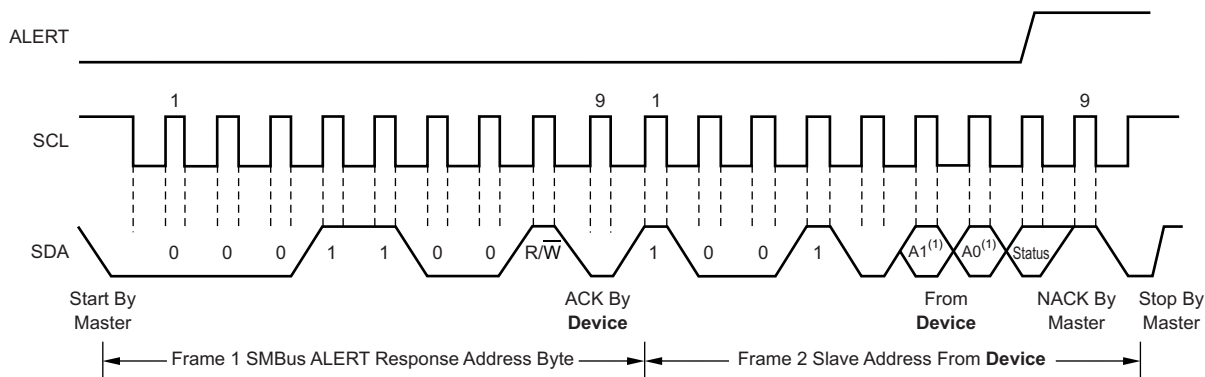 ALERT
1 9 1 9
SCL
SDA
0 0 0 1 1 0 0 R/W̅ 1 0 0 1 A1(1) A0(1) Status
Start By
Master
ACK By
Device
From
Device
NACK By
Master
Stop By
Master
Frame 1 SMBus ALERT Response Address Byte
Frame 2 Slave Address From Device